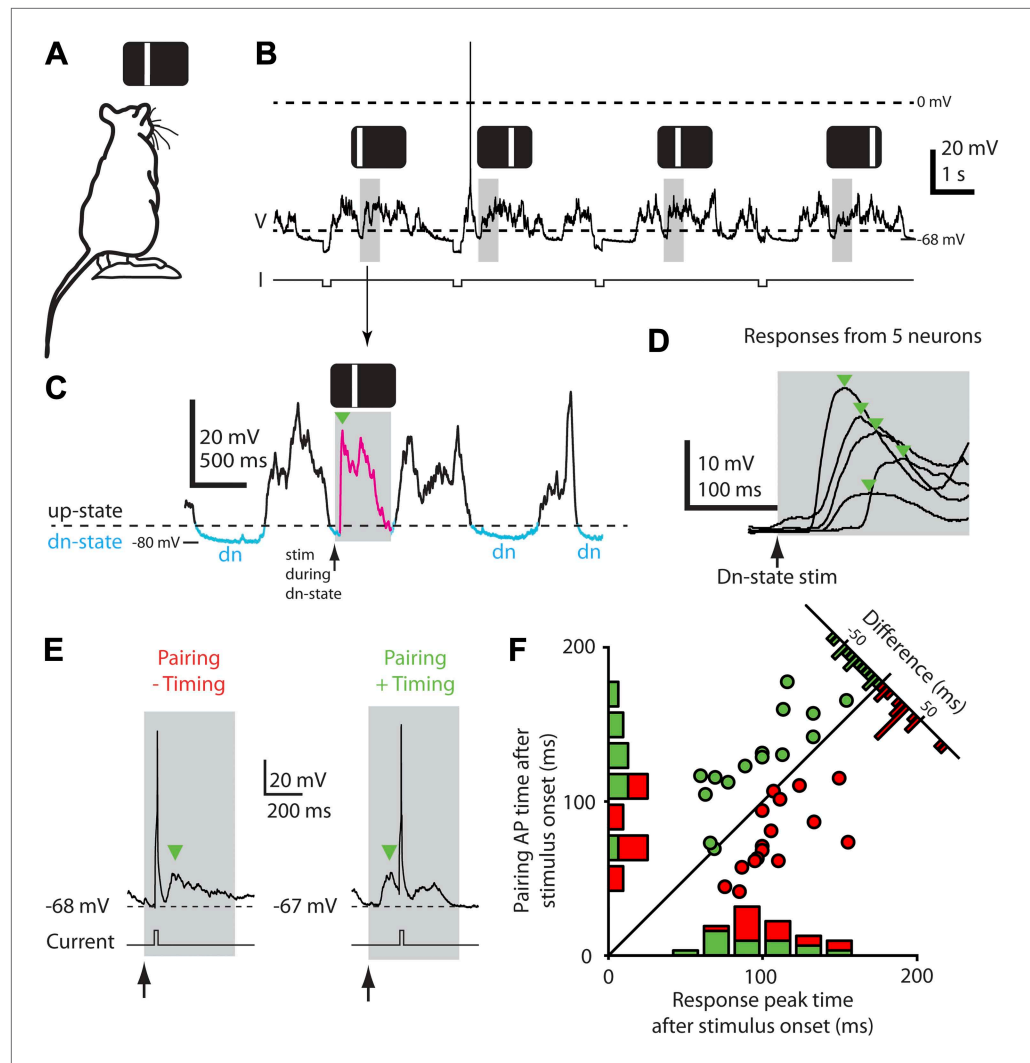 A
B
0 mV
20 mV
1 s
V
-68 mV
I
C
20 mV
500 ms
up-state
dn-state
-80 mV
dn
stim
during
dn-state
dn
dn
D
Responses from 5 neurons
10 mV
100 ms
Dn-state stim
E
Pairing
- Timing
Pairing
+ Timing
20 mV
200 ms
-68 mV
-67 mV
Current
F
200
100
0
Pairing AP time after
stimulus onset (ms)
-50
Difference (ms)
50
0
100
200
Response peak time
after stimulus onset (ms)